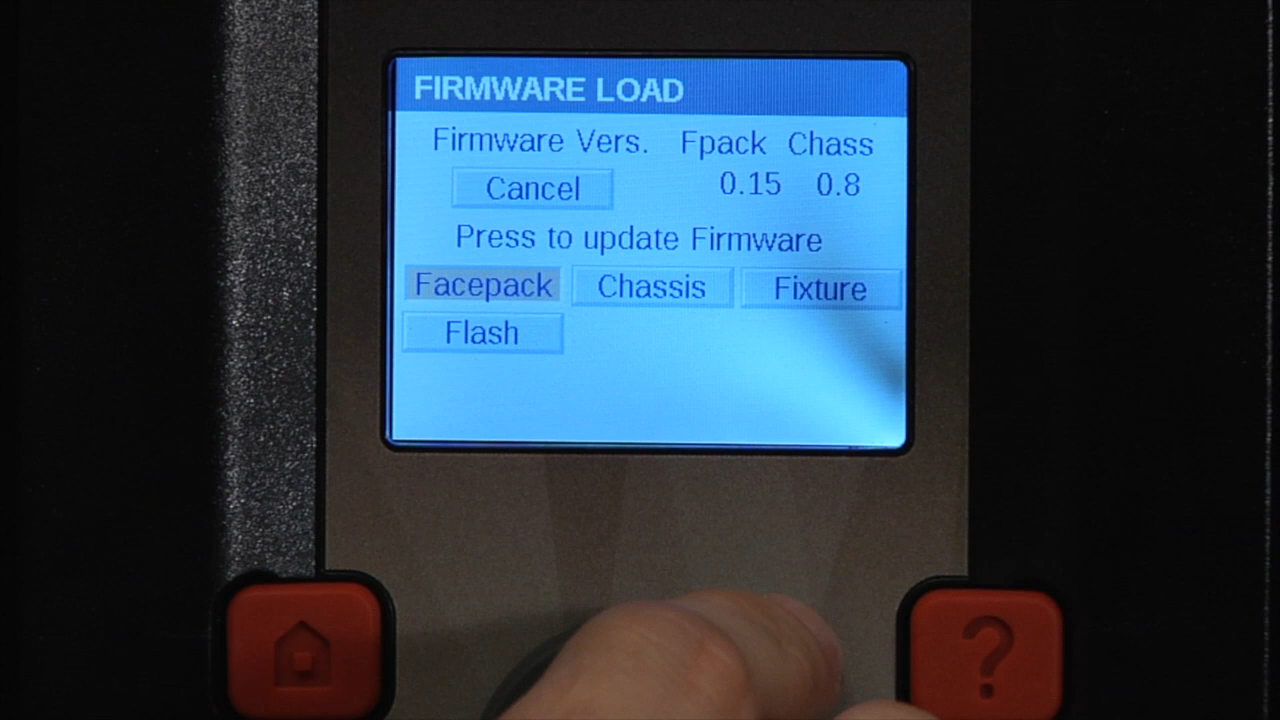 FIRMWARE LOAD
Firmware Vers. Fpack Chass
Cancel 0.15 0.8
Press to update Firmware
Facepack Chassis Fixture
Flash
?